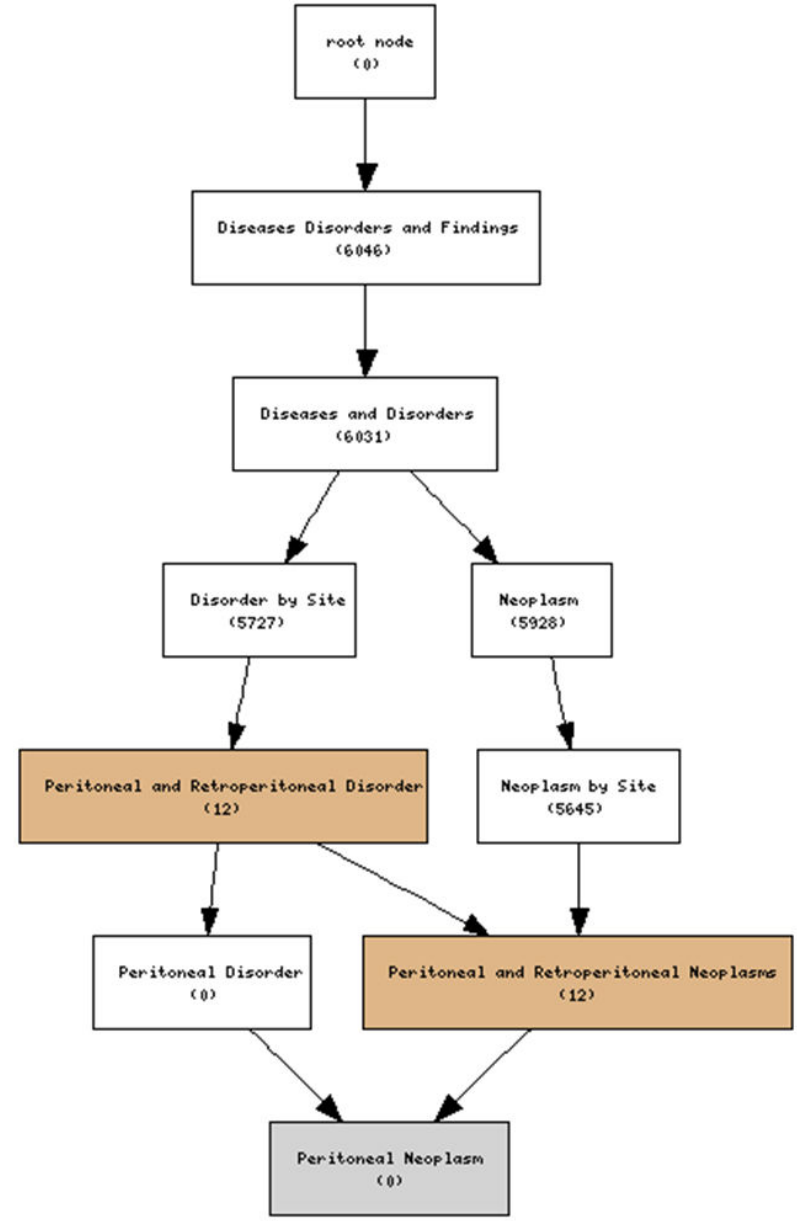 root node
(0)
Diseases Disorders and Findings
(6046)
Diseases and Disorders
(6031)
Disorder by Site
(5727)
Neoplasm
(5928)
Peritoneal and Retroperitoneal Disorder
(12)
Neoplasm by Site
(5645)
Peritoneal Disorder
(0)
Peritoneal and Retroperitoneal Neoplasms
(12)
Peritoneal Neoplasm
(0)